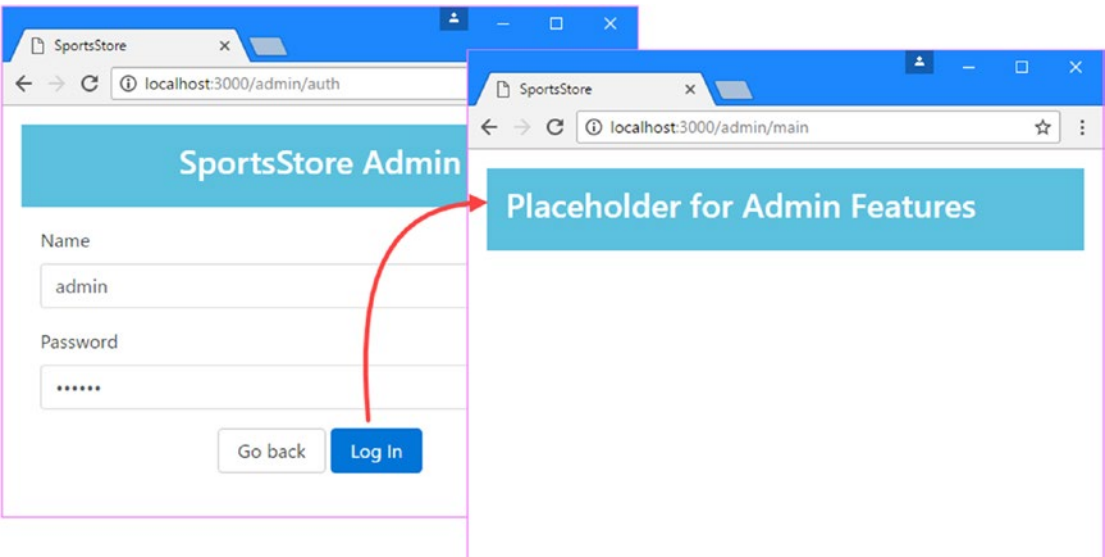 SportsStore
localhost:3000/admin/auth
SportsStore Admin
Name
admin
Password
••••••
Go back
Log In
SportsStore
localhost:3000/admin/main
Placeholder for Admin Features